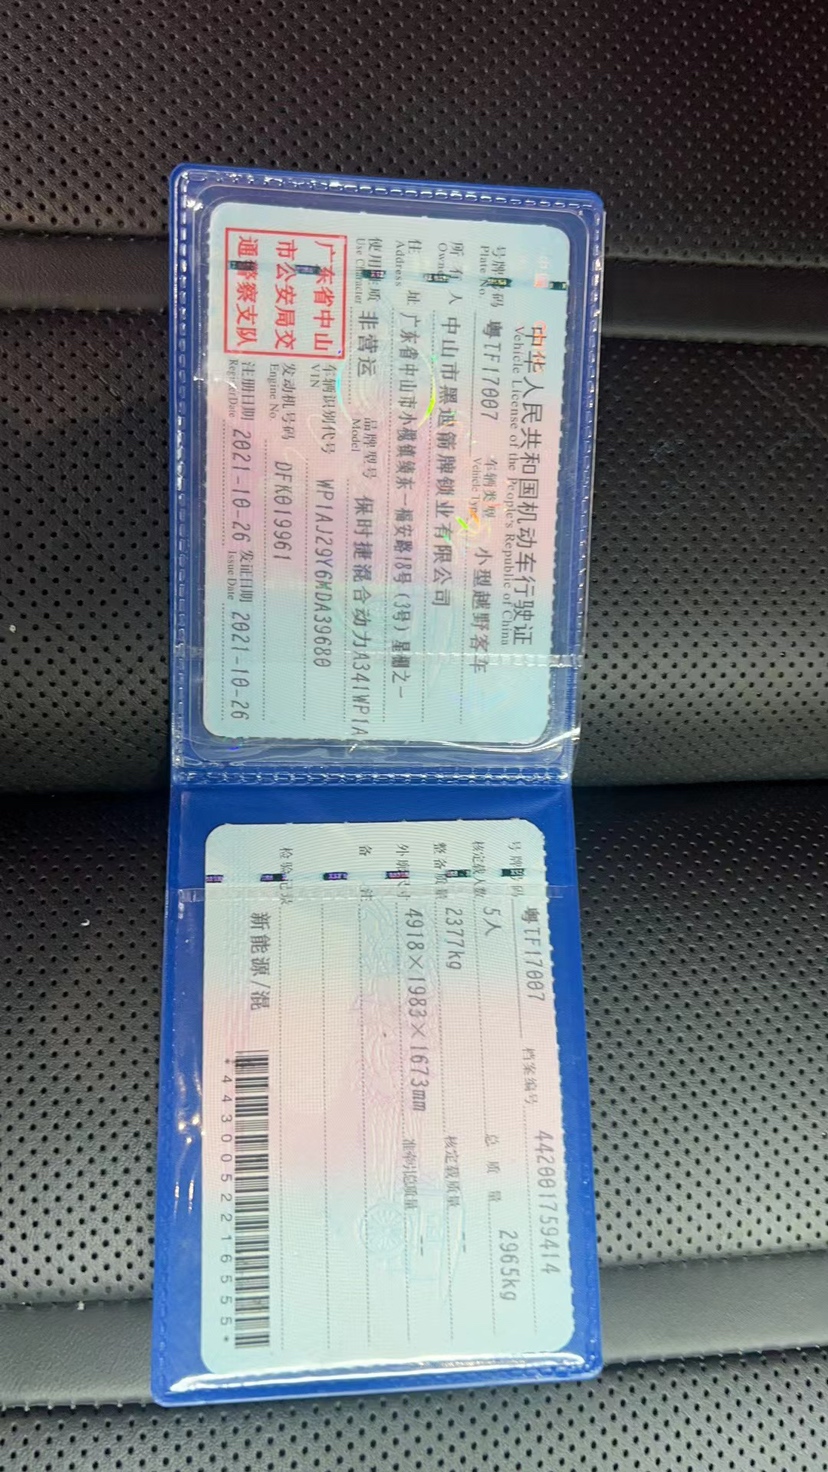 中华人民共和国机动车行驶证
Vehicle License of the People's Republic of China
号牌号码 粤TF17007 车辆类型 小型越野客车
Plate No. Vehicle Type
所有人 中山市黑迪箭牌锁业有限公司
Owner
住址 广东省中山市小榄镇绩东一福安路18号(3号)星棚之一
Address
使用性质 非营运 品牌型号 保时捷混合动力A341WP1A
Use Character Model
广东省中山
市公安局交
通警察支队
车辆识别代号 WP1AJ29Y6MDA39680
VIN
发动机号码 DFK019961
Engine No.
注册日期 2021-10-26 发证日期 2021-10-26
Register Date Issue Date
号牌号码 粤TF17007 档案编号 442001759414
核定载人数 5人 总质量 2965kg
整备质量 2377kg 核定载质量 --
外廓尺寸 4918×1983×1673mm 准牵引总质量 --
备注
检验记录
新能源/混
*4430052216555*